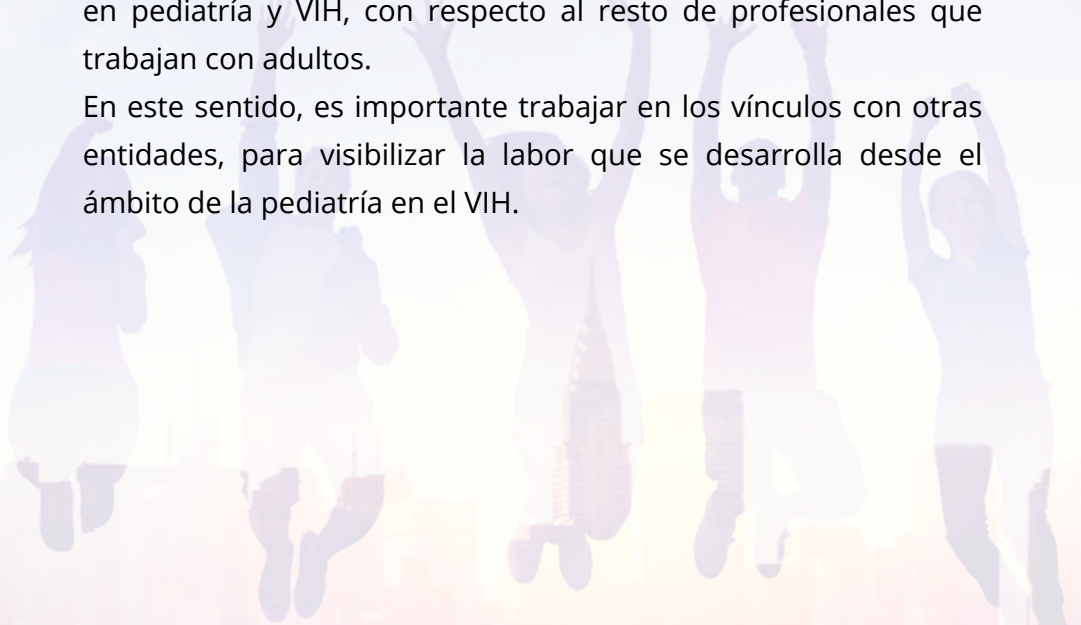 en pediatría y VIH, con respecto al resto de profesionales que
trabajan con adultos.
En este sentido, es importante trabajar en los vínculos con otras
entidades, para visibilizar la labor que se desarrolla desde el
ámbito de la pediatría en el VIH.